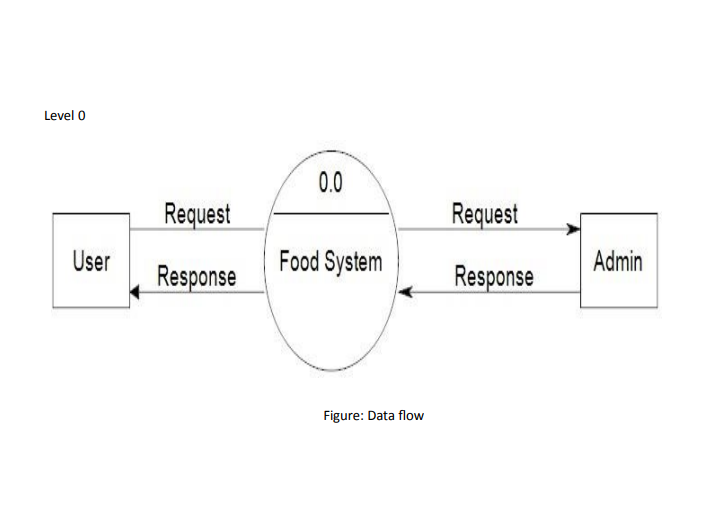 Level 0
0.0
Request
Request
User
Food System
Admin
Response
Response
Figure: Data flow